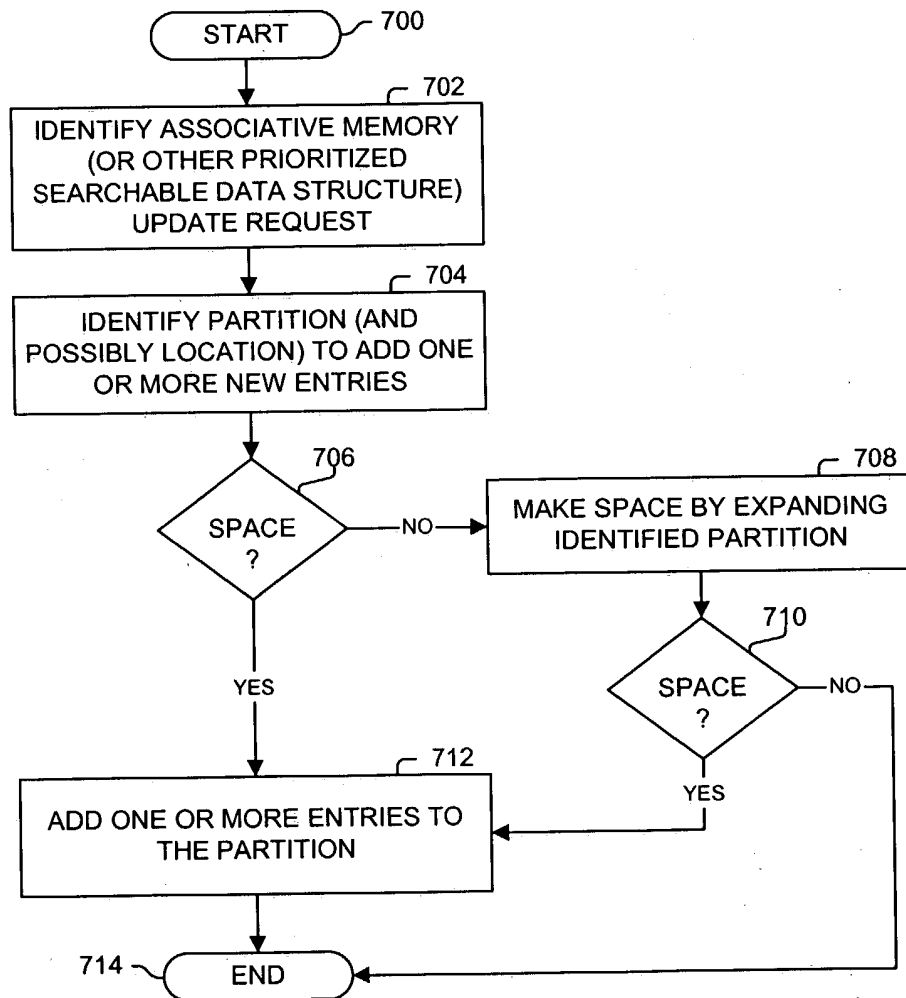 START
700
702
IDENTIFY ASSOCIATIVE MEMORY
(OR OTHER PRIORITIZED
SEARCHABLE DATA STRUCTURE)
UPDATE REQUEST
704
IDENTIFY PARTITION (AND
POSSIBLY LOCATION) TO ADD ONE
OR MORE NEW ENTRIES
706
SPACE
?
NO
708
MAKE SPACE BY EXPANDING
IDENTIFIED PARTITION
710
SPACE
?
NO
YES
YES
712
ADD ONE OR MORE ENTRIES TO
THE PARTITION
714
END